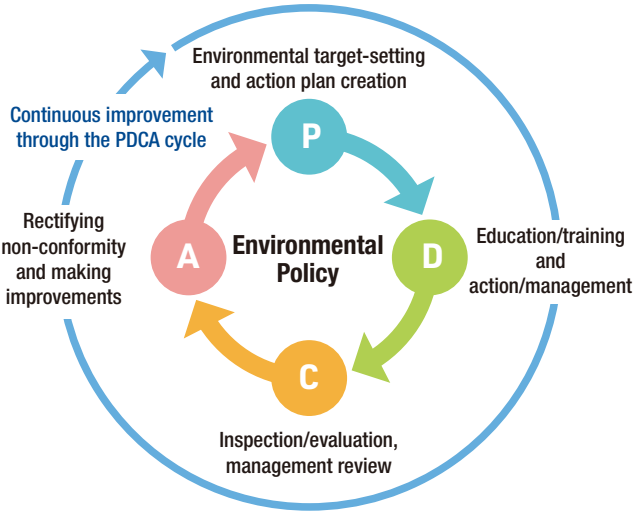 Environmental target-setting
and action plan creation
Continuous improvement
through the PDCA cycle
P
Rectifying
non-conformity
and making
improvements
A
Environmental
Policy
D
Education/training
and
action/management
C
Inspection/evaluation,
management review